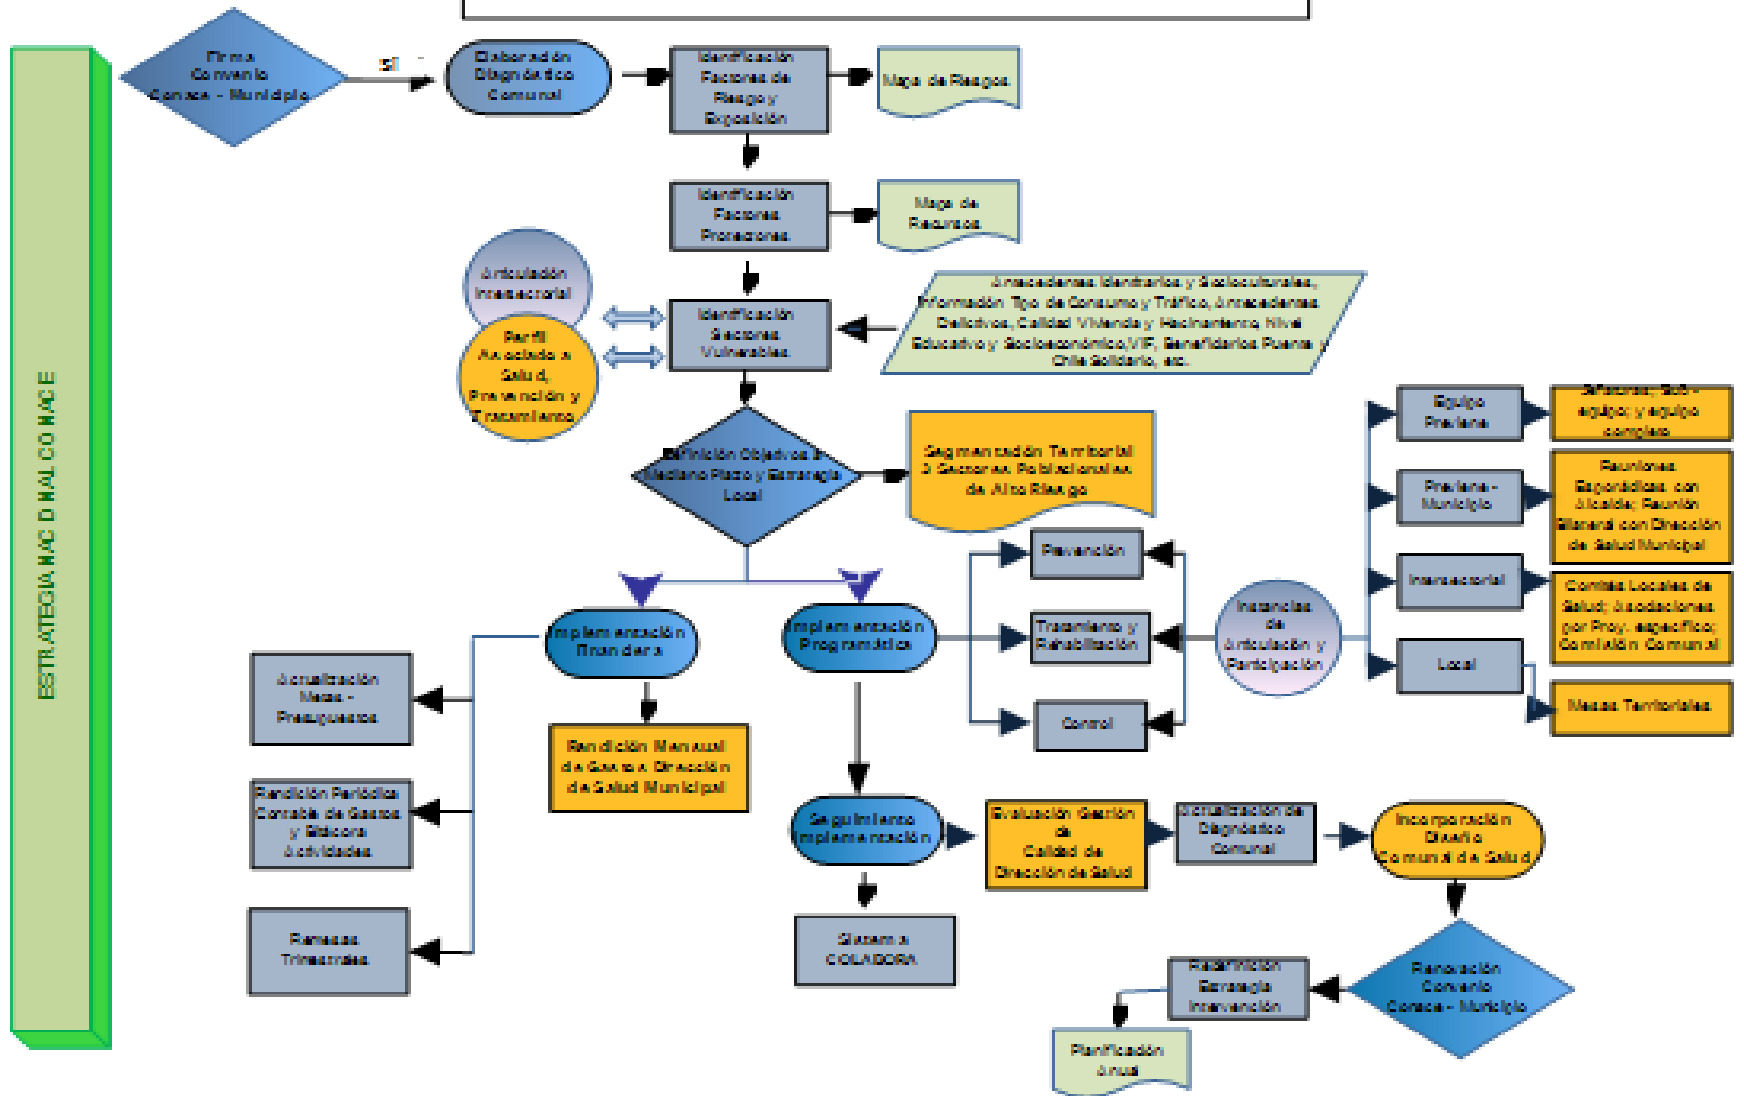 ESTRATEGIA NACIONAL CONACE
Firma
Convenio
Conace - Municipio
SÍ
Elaboración
Diagnóstico
Comunal
Identificación
Factores de
Riesgo y
Exposición
Mapa de Riesgos
Identificación
Factores
Protectores
Mapa de
Recursos
Articulación
Intersectorial
Perfil
Asociado a
Salud,
Prevención y
Tratamiento
Identificación
Sectores
Vulnerables
Antecedentes Identitarios y Socioculturales,
Información Tipo de Consumo y Tráfico, Antecedentes
Delictivos, Calidad Vivienda y Hacinamiento, Nivel
Educativo y Socioeconómico, VIF, Beneficiarios Puente y
Chile Solidario, etc.
Definición Objetivos a
Mediano Plazo y Estrategia
Local
Segmentación Territorial
3 Sectores Poblacionales
de Alto Riesgo
Equipo
Previene
equipo; y equipo
completo
Previene -
Municipio
Reuniones
Esporádicas con
Alcalde; Reunión
Bilateral con Dirección
de Salud Municipal
Intersectorial
Comités Locales de
Salud; Asociaciones
por Proy. específico;
Comisión Comunal
Local
Mesas Territoriales
Prevención
Tratamiento y
Rehabilitación
Control
Instancias
de
Articulación y
Participación
Implementación
Financiera
Implementación
Programática
Actualización
Metas -
Presupuestos
Rendición Mensual
de Gastos a Dirección
de Salud Municipal
Rendición Periódica
Contable de Gastos
y Bitácora
Actividades
Remesas
Trimestrales
Seguimiento
Implementación
Evaluación Gestión
de
Calidad de
Dirección de Salud
Actualización de
Diagnóstico
Comunal
Incorporación
Diseño
Comunal de Salud
Sistema
COLABORA
Renovación
Convenio
Conace - Municipio
Redefinición
Estrategia
Intervención
Planificación
Anual